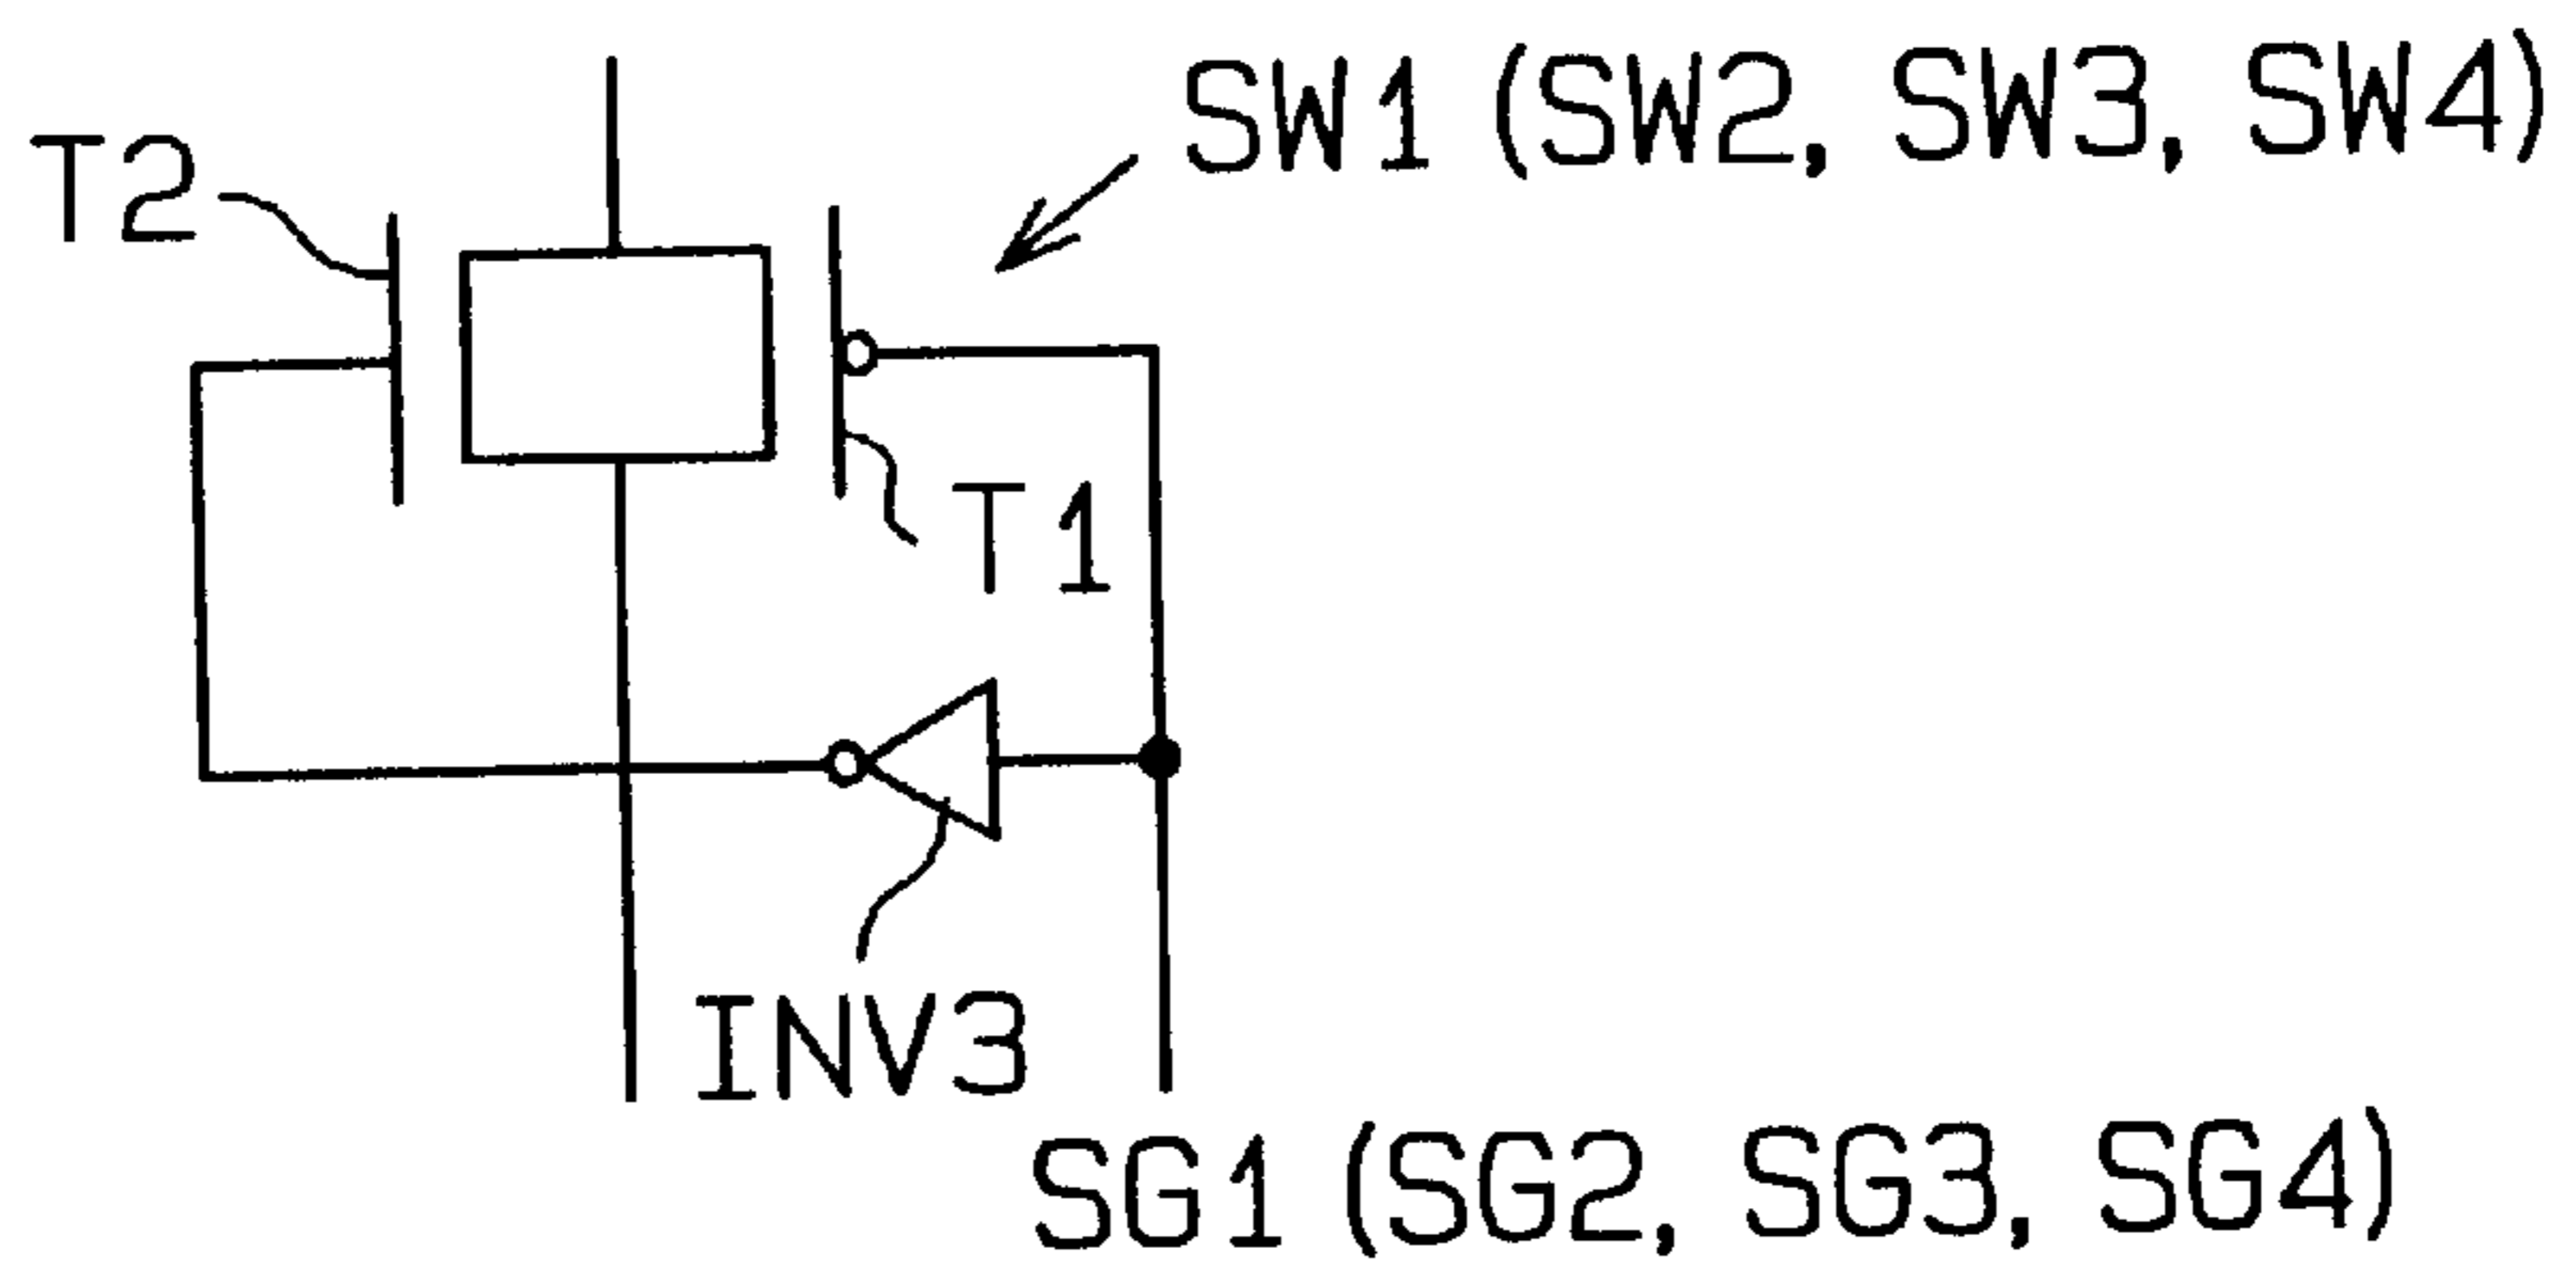 SW1 (SW2, SW3, SW4)
T2
T1
INV3
SG1 (SG2, SG3, SG4)